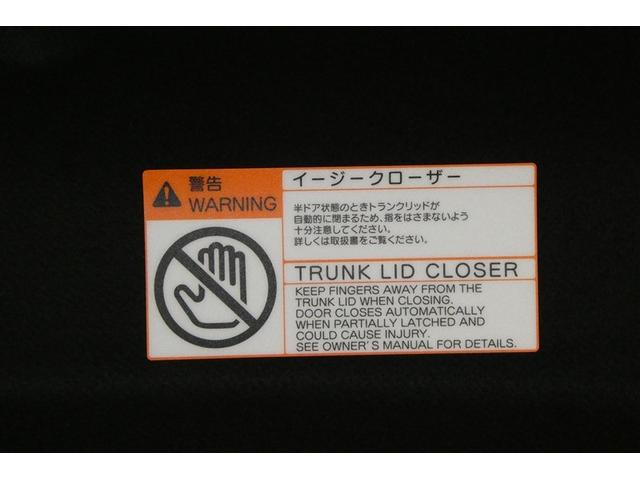 警告
WARNING
イージークローザー
半ドア状態のときトランクリッドが
自動的に閉まるため、指をはさまないよう
十分注意してください。
詳しくは取扱書をご覧ください。
TRUNK LID CLOSER
KEEP FINGERS AWAY FROM THE
TRUNK LID WHEN CLOSING.
DOOR CLOSES AUTOMATICALLY
WHEN PARTIALLY LATCHED AND
COULD CAUSE INJURY.
SEE OWNER'S MANUAL FOR DETAILS.